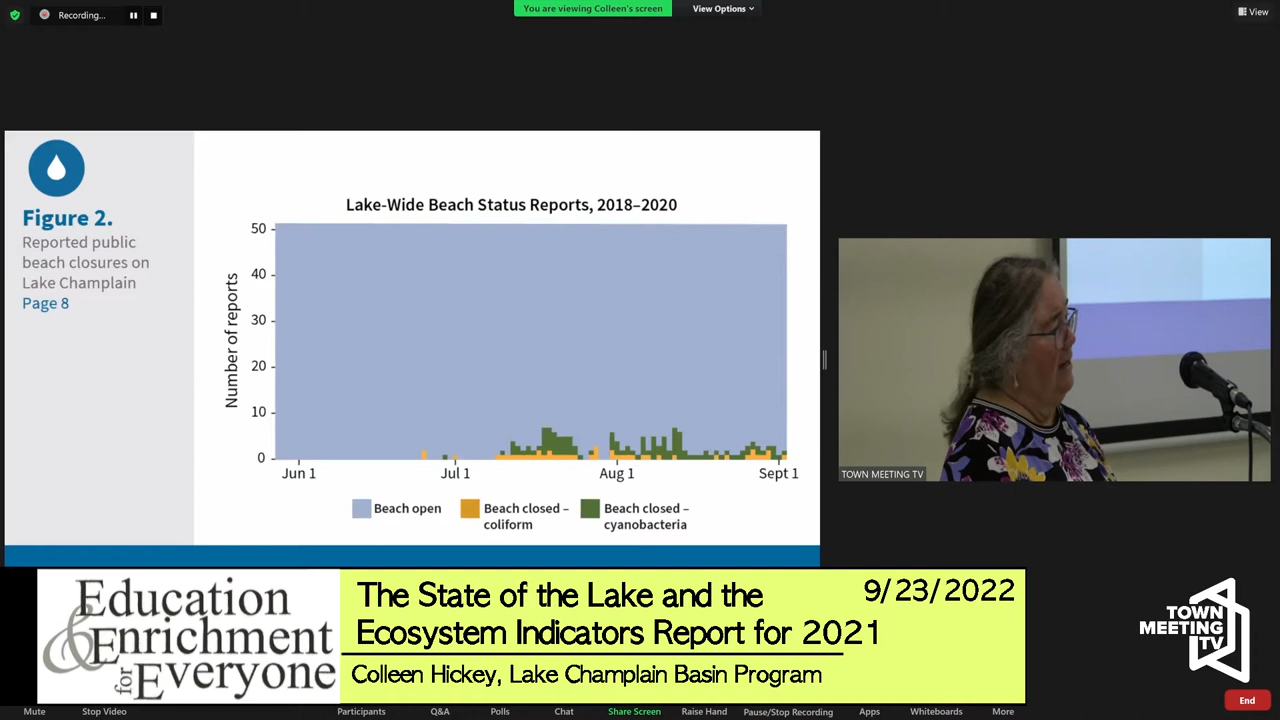 Recording...
You are viewing Colleen's screen
View Options
View
Figure 2.
Reported public
beach closures on
Lake Champlain
Page 8
Lake-Wide Beach Status Reports, 2018–2020
Number of reports
50
40
30
20
10
0
Jun 1
Jul 1
Aug 1
Sept 1
Beach open
Beach closed –
coliform
Beach closed –
cyanobacteria
TOWN MEETING TV
Education
& Enrichment
for Everyone
The State of the Lake and the
Ecosystem Indicators Report for 2021
9/23/2022
Colleen Hickey, Lake Champlain Basin Program
TOWN
MEETING
TV
Mute
Stop Video
Participants
Q&A
Polls
Chat
Share Screen
Raise Hand
Pause/Stop Recording
Apps
Whiteboards
More
End